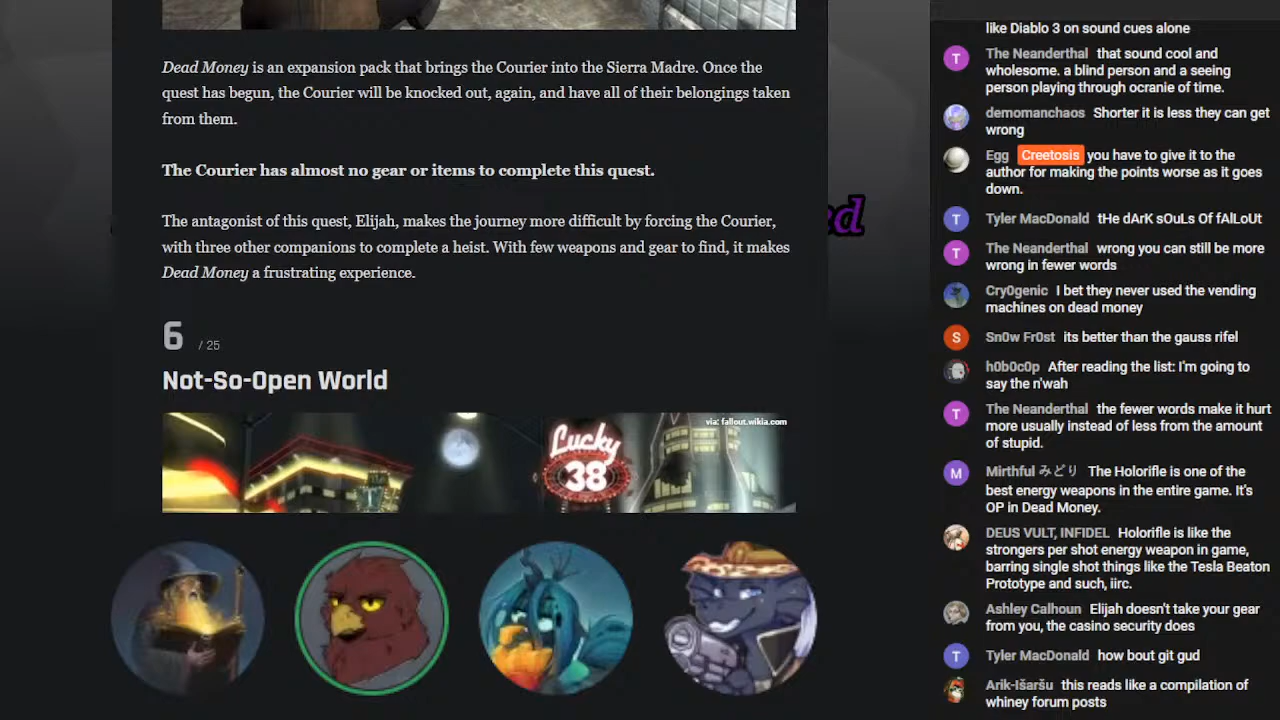 Dead Money is an expansion pack that brings the Courier into the Sierra Madre. Once the
quest has begun, the Courier will be knocked out, again, and have all of their belongings taken
from them.
The Courier has almost no gear or items to complete this quest.
The antagonist of this quest, Elijah, makes the journey more difficult by forcing the Courier,
with three other companions to complete a heist. With few weapons and gear to find, it makes
Dead Money a frustrating experience.
6 / 25
Not-So-Open World
via: fallout.wikia.com
Lucky
38
ed
like Diablo 3 on sound cues alone
T
The Neanderthal that sound cool and
wholesome. a blind person and a seeing
person playing through ocranie of time.
demomanchaos Shorter it is less they can get
wrong
Egg Creetosis you have to give it to the
author for making the points worse as it goes
down.
T
Tyler MacDonald tHe dArK sOuLs Of fAlLoUt
T
The Neanderthal wrong you can still be more
wrong in fewer words
Cry0genic I bet they never used the vending
machines on dead money
S
Sn0w Fr0st its better than the gauss rifel
h0b0c0p After reading the list: I'm going to
say the n'wah
T
The Neanderthal the fewer words make it hurt
more usually instead of less from the amount
of stupid.
M
Mirthful みどり The Holorifle is one of the
best energy weapons in the entire game. It's
OP in Dead Money.
DEUS VULT, INFIDEL Holorifle is like the
strongers per shot energy weapon in game,
barring single shot things like the Tesla Beaton
Prototype and such, iirc.
Ashley Calhoun Elijah doesn't take your gear
from you, the casino security does
T
Tyler MacDonald how bout git gud
Arik-Išaršu this reads like a compilation of
whiney forum posts